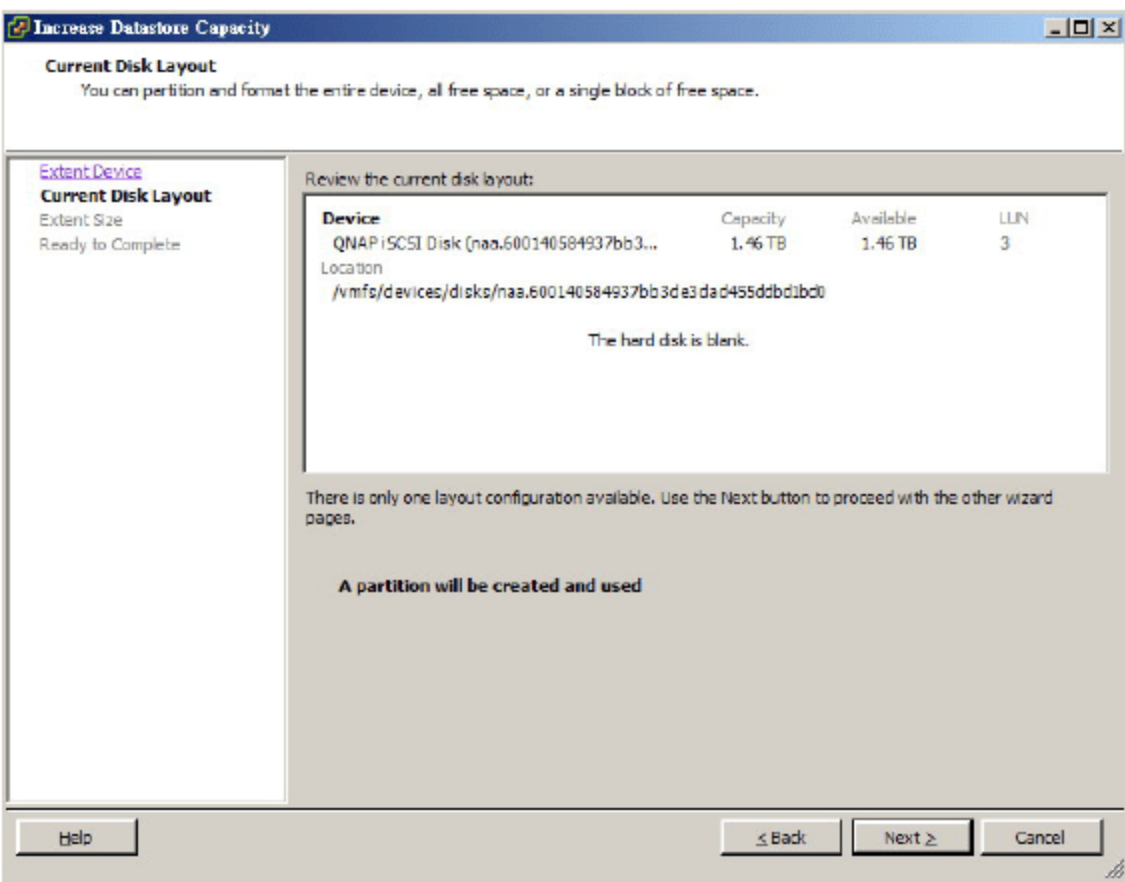 Increase Datastore Capacity
Current Disk Layout
You can partition and format the entire device, all free space, or a single block of free space.
Extent Device
Current Disk Layout
Extent Size
Ready to Complete
Review the current disk layout:
Device Capacity Available LUN
QNAP iSCSI Disk (naa.600140584937bb3... 1.46 TB 1.46 TB 3
Location
/vmfs/devices/disks/naa.600140584937bb3de3dad455ddbd1bd0
The hard disk is blank.
There is only one layout configuration available. Use the Next button to proceed with the other wizard
pages.
A partition will be created and used
Help ≤ Back Next ≥ Cancel